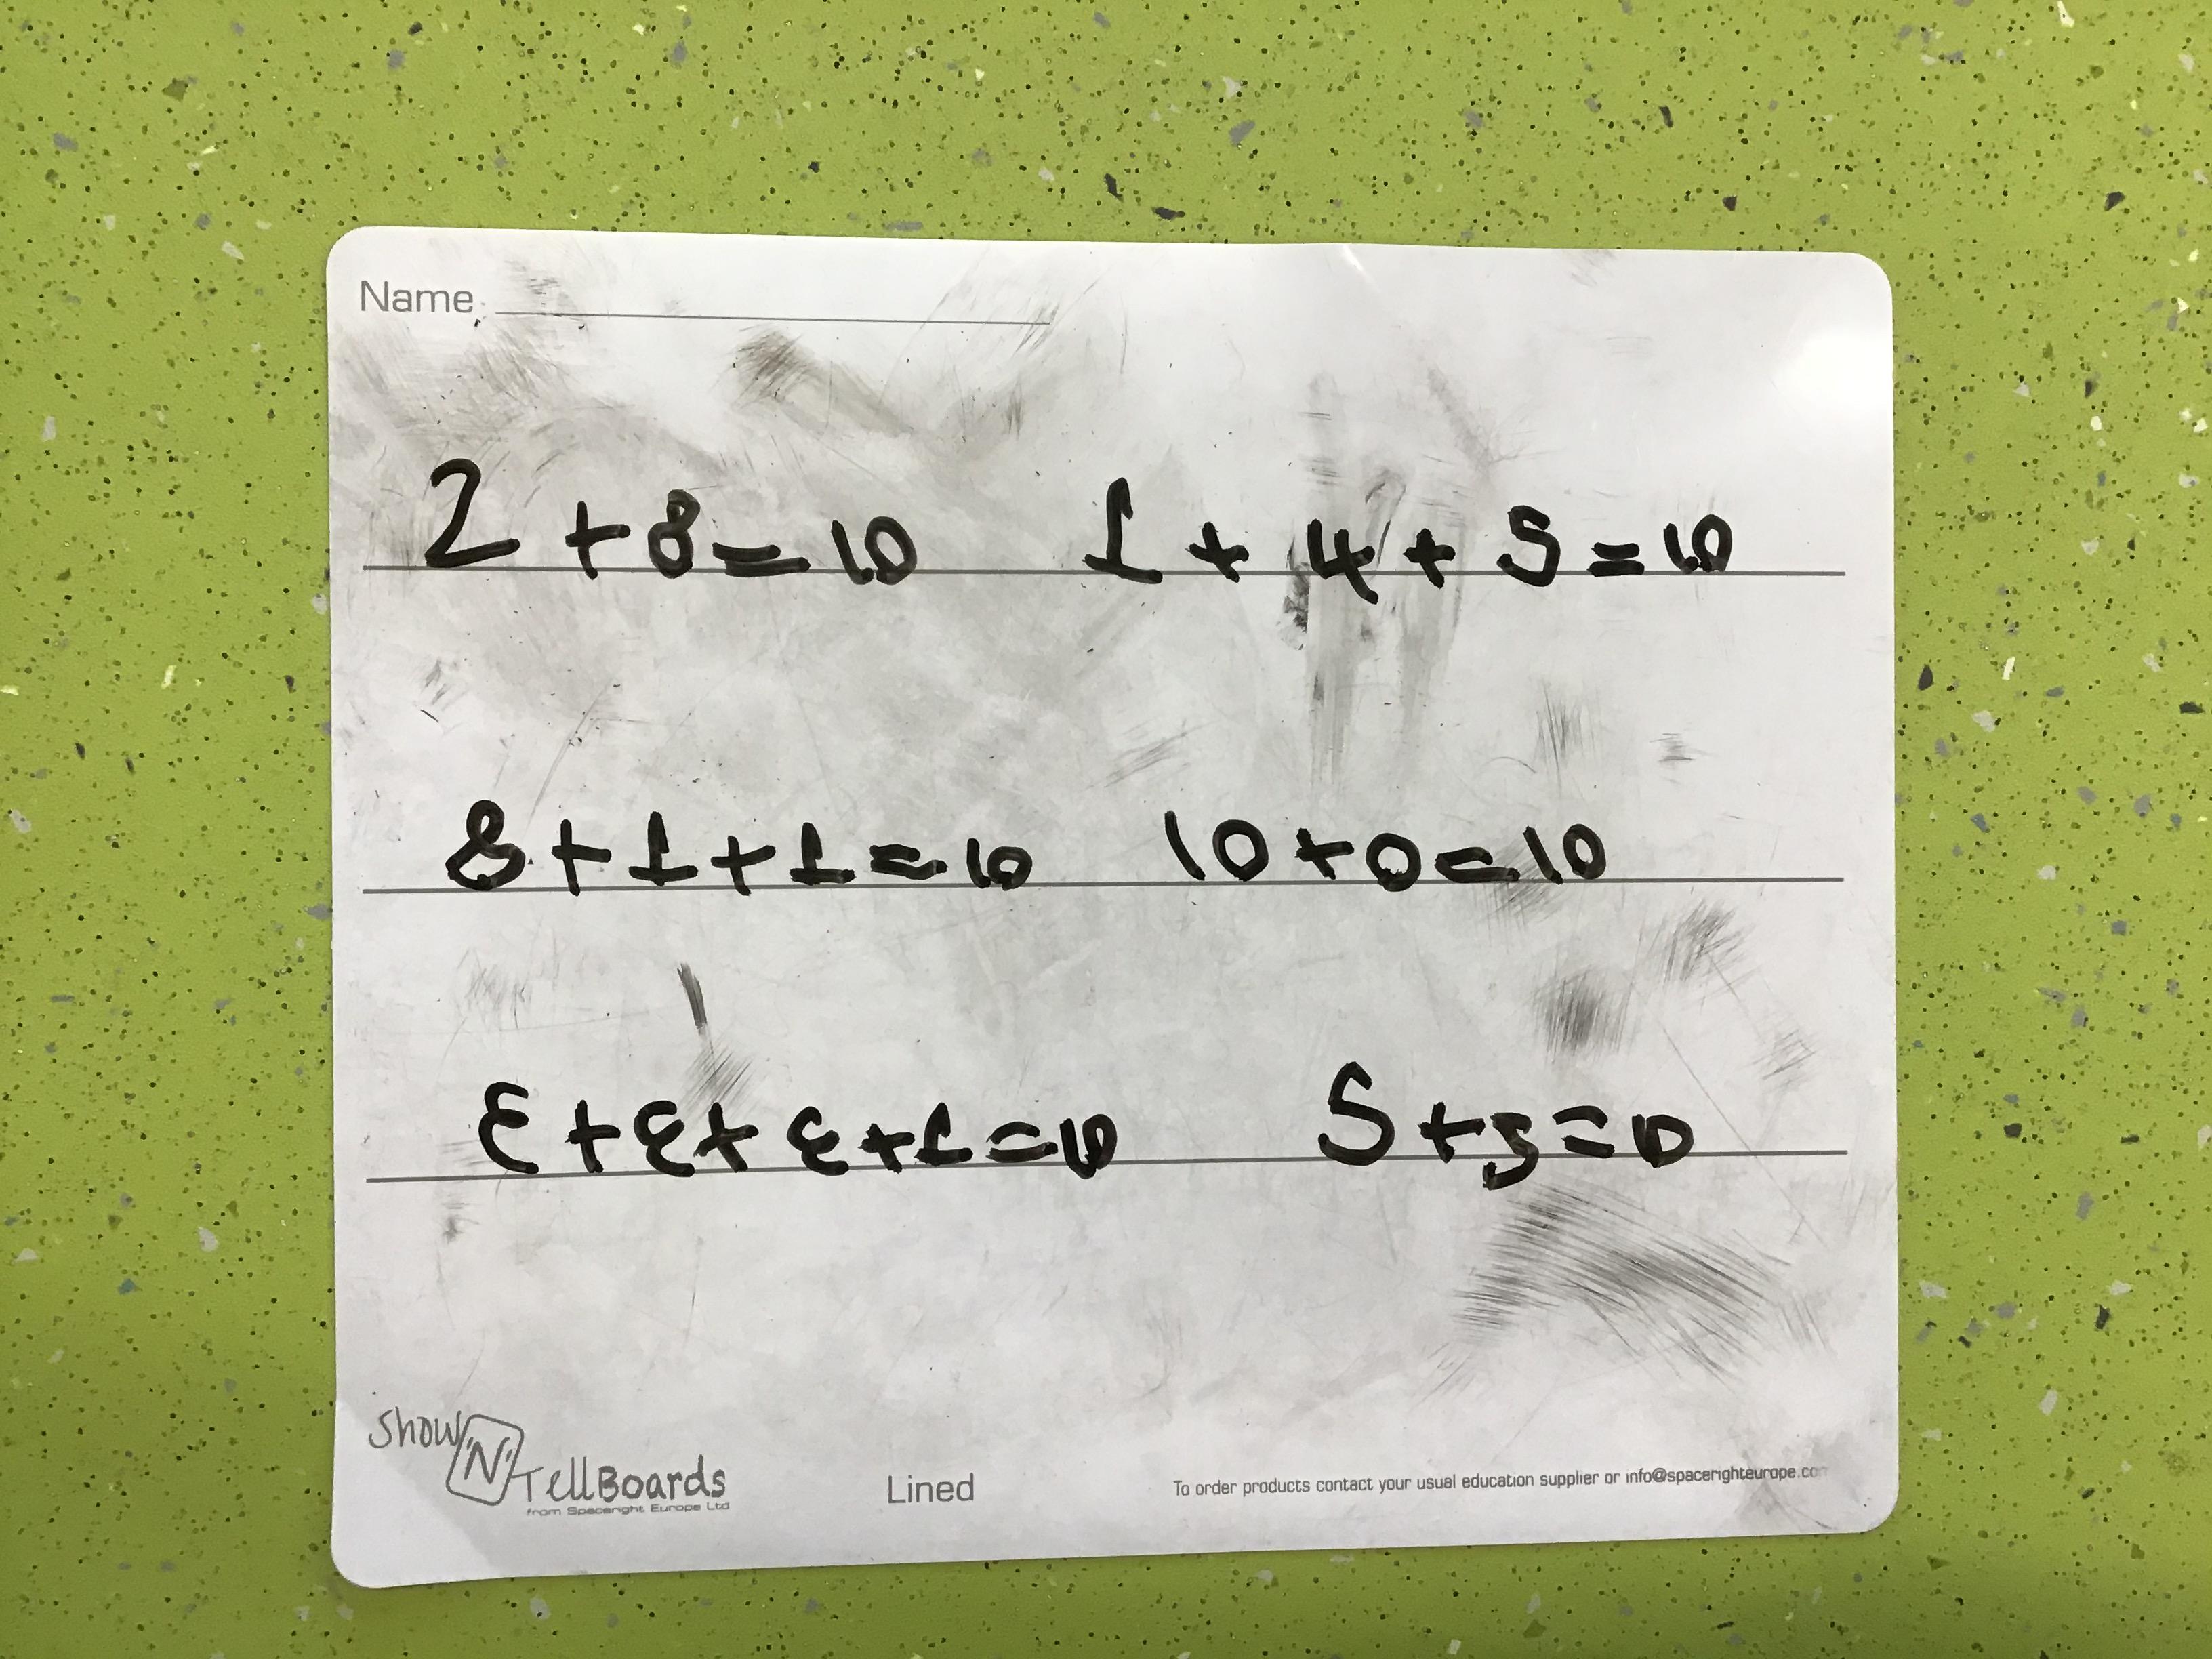 Name
2 + 8 = 10 1 + 4 + 5 = 10
8 + 1 + 1 = 10 10 + 0 = 10
3 + 3 + 3 + 1 = 10 5 + 5 = 10
Show 'N' Tell Boards
from Spaceright Europe Ltd
Lined
To order products contact your usual education supplier or info@spacerighteurope.com